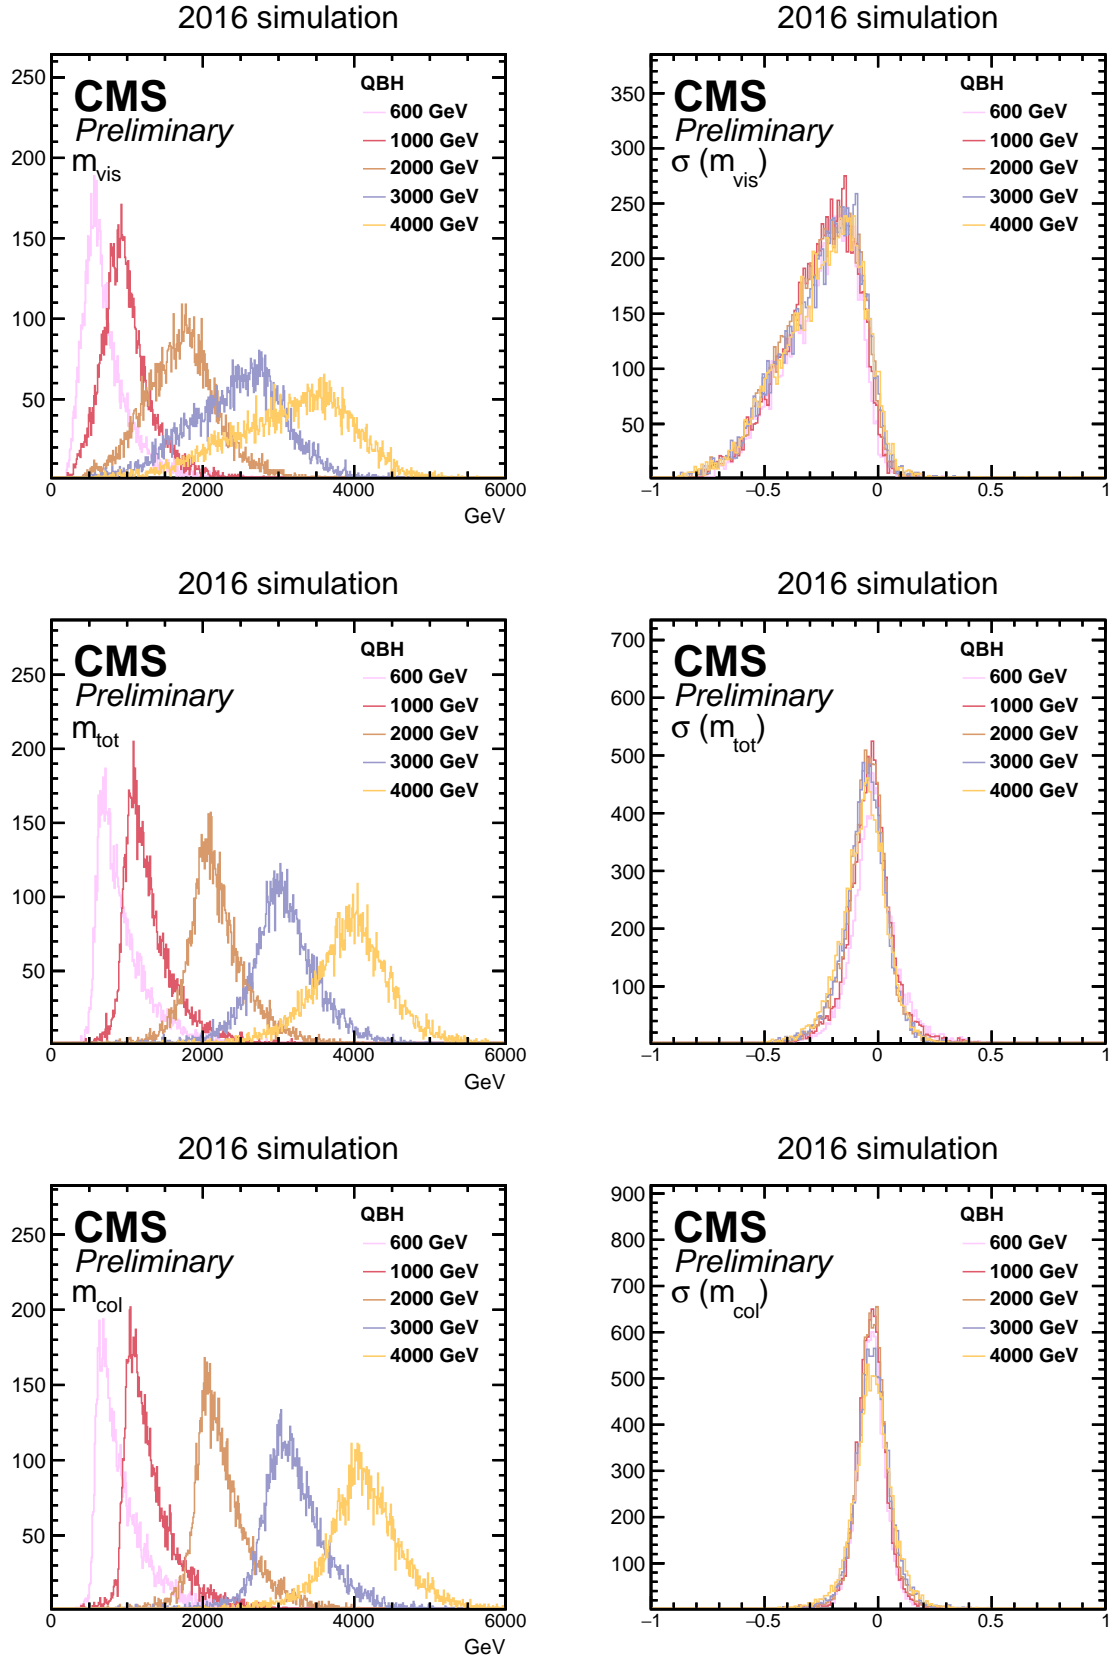 2016 simulation
CMS
Preliminary
m_vis
QBH
600 GeV
1000 GeV
2000 GeV
3000 GeV
4000 GeV
250
200
150
100
50
0 2000 4000 6000
GeV
2016 simulation
CMS
Preliminary
σ (m_vis)
QBH
600 GeV
1000 GeV
2000 GeV
3000 GeV
4000 GeV
350
300
250
200
150
100
50
−1 −0.5 0 0.5 1
2016 simulation
CMS
Preliminary
m_tot
QBH
600 GeV
1000 GeV
2000 GeV
3000 GeV
4000 GeV
250
200
150
100
50
0 2000 4000 6000
GeV
2016 simulation
CMS
Preliminary
σ (m_tot)
QBH
600 GeV
1000 GeV
2000 GeV
3000 GeV
4000 GeV
700
600
500
400
300
200
100
−1 −0.5 0 0.5 1
2016 simulation
CMS
Preliminary
m_col
QBH
600 GeV
1000 GeV
2000 GeV
3000 GeV
4000 GeV
250
200
150
100
50
0 2000 4000 6000
GeV
2016 simulation
CMS
Preliminary
σ (m_col)
QBH
600 GeV
1000 GeV
2000 GeV
3000 GeV
4000 GeV
900
800
700
600
500
400
300
200
100
−1 −0.5 0 0.5 1